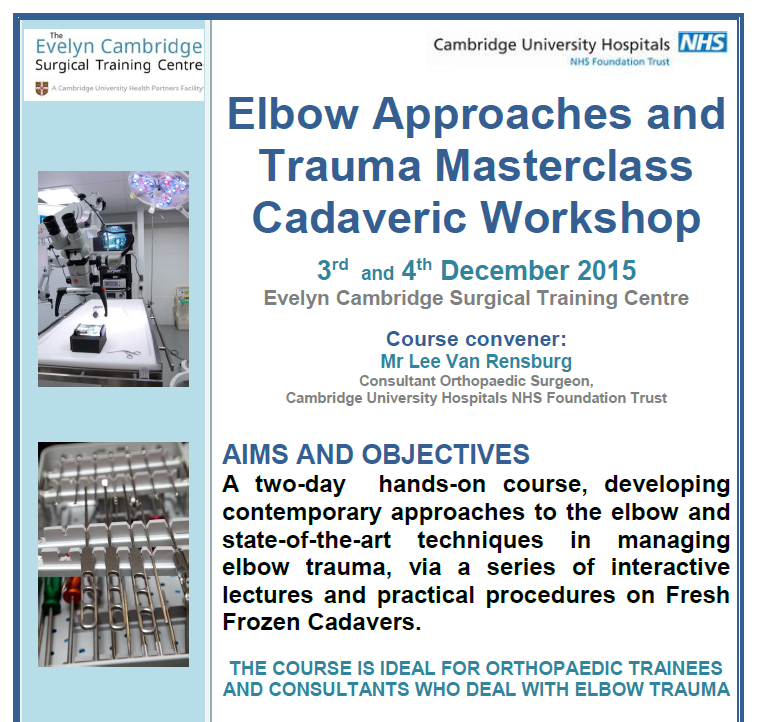 The
Evelyn Cambridge
Surgical Training Centre
A Cambridge University Health Partners Facility
Cambridge University Hospitals NHS
NHS Foundation Trust
Elbow Approaches and
Trauma Masterclass
Cadaveric Workshop
3rd and 4th December 2015
Evelyn Cambridge Surgical Training Centre
Course convener:
Mr Lee Van Rensburg
Consultant Orthopaedic Surgeon,
Cambridge University Hospitals NHS Foundation Trust
AIMS AND OBJECTIVES
A two-day hands-on course, developing
contemporary approaches to the elbow and
state-of-the-art techniques in managing
elbow trauma, via a series of interactive
lectures and practical procedures on Fresh
Frozen Cadavers.
THE COURSE IS IDEAL FOR ORTHOPAEDIC TRAINEES
AND CONSULTANTS WHO DEAL WITH ELBOW TRAUMA